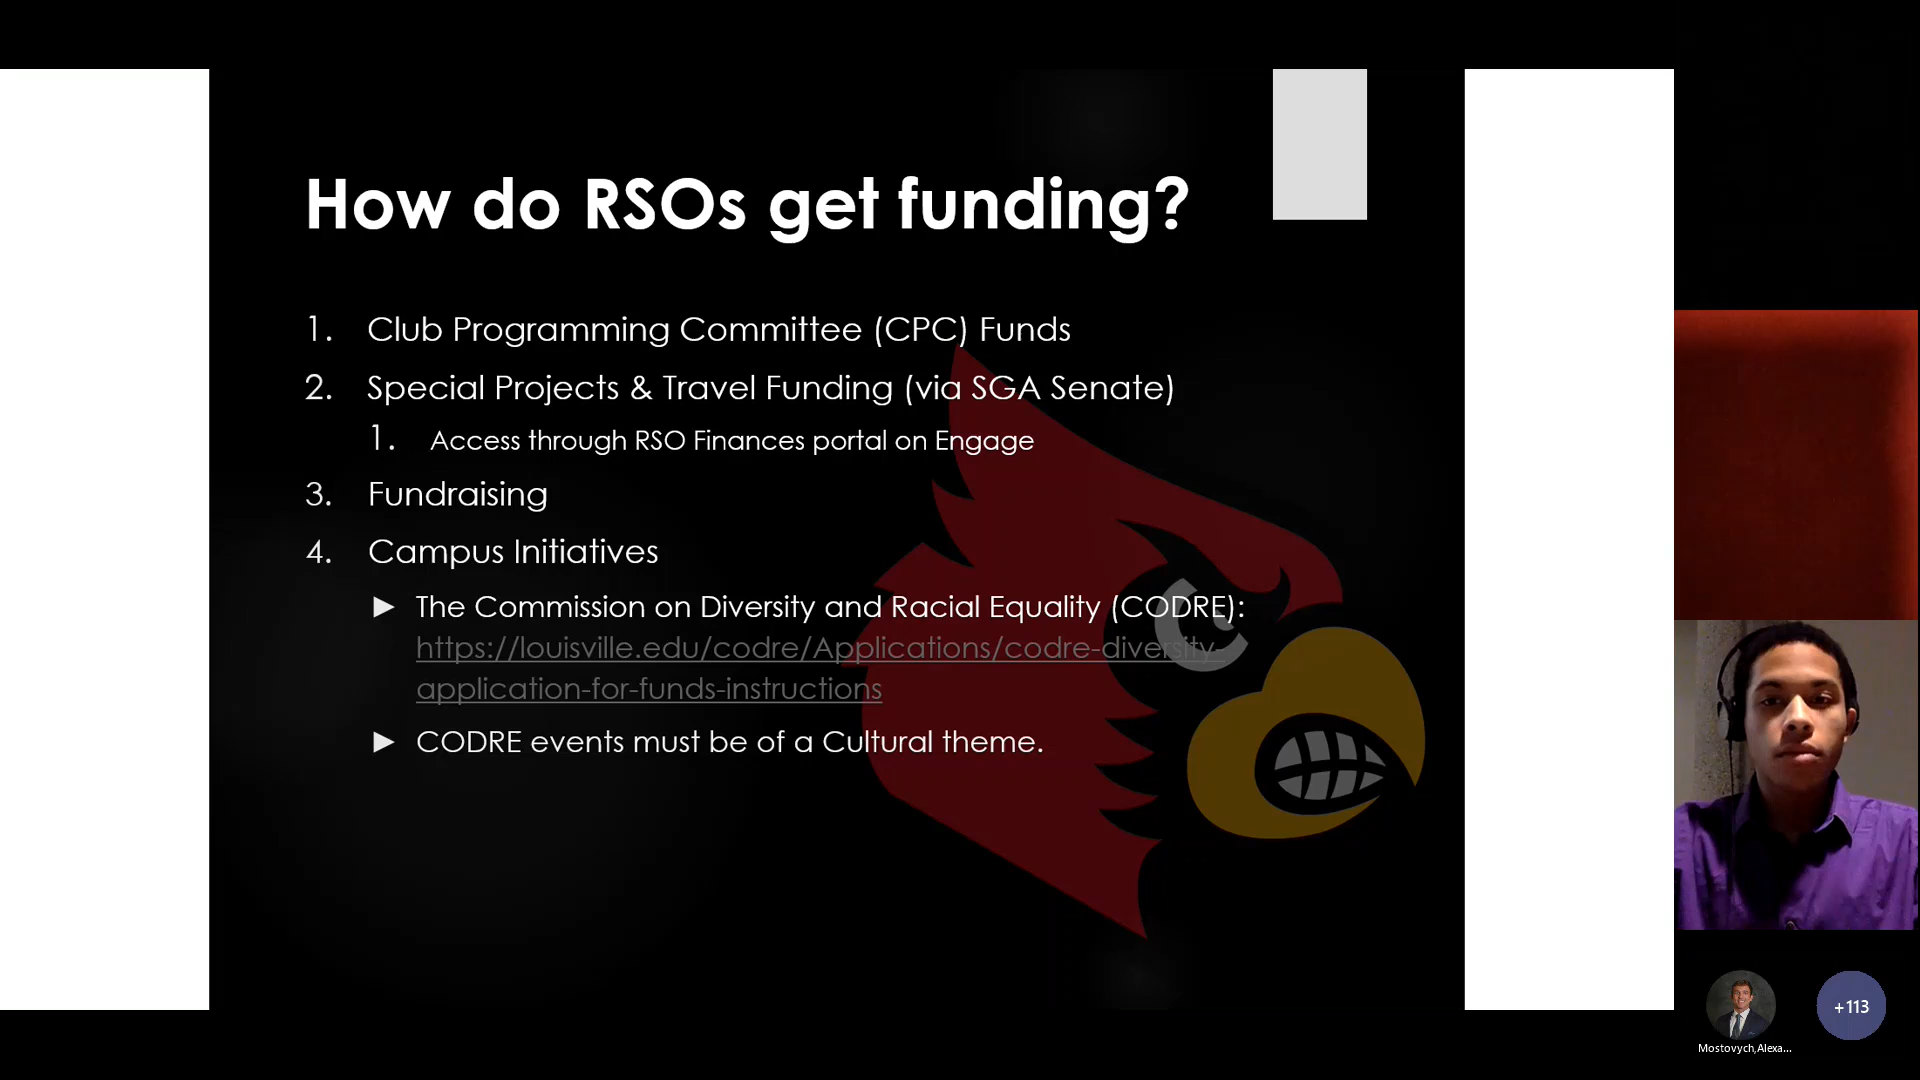 How do RSOs get funding?
1. Club Programming Committee (CPC) Funds
2. Special Projects & Travel Funding (via SGA Senate)
1. Access through RSO Finances portal on Engage
3. Fundraising
4. Campus Initiatives
► The Commission on Diversity and Racial Equality (CODRE):
https://louisville.edu/codre/Applications/codre-diversity-
application-for-funds-instructions
► CODRE events must be of a Cultural theme.
+113
Mostovych,Alexa...